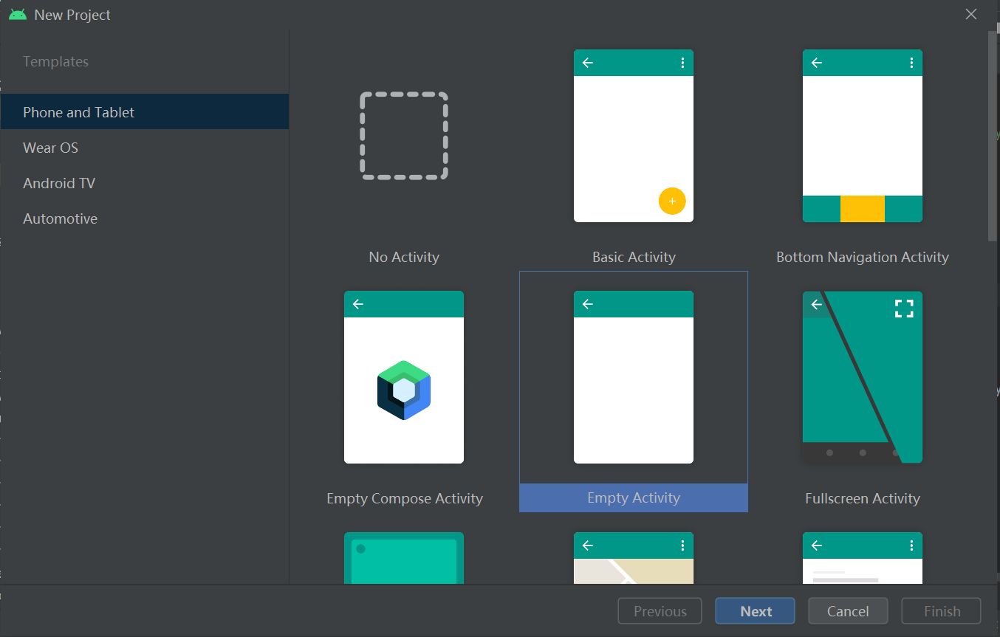 New Project
Templates
Phone and Tablet
Wear OS
Android TV
Automotive
No Activity
Basic Activity
Bottom Navigation Activity
Empty Compose Activity
Empty Activity
Fullscreen Activity
Previous
Next
Cancel
Finish